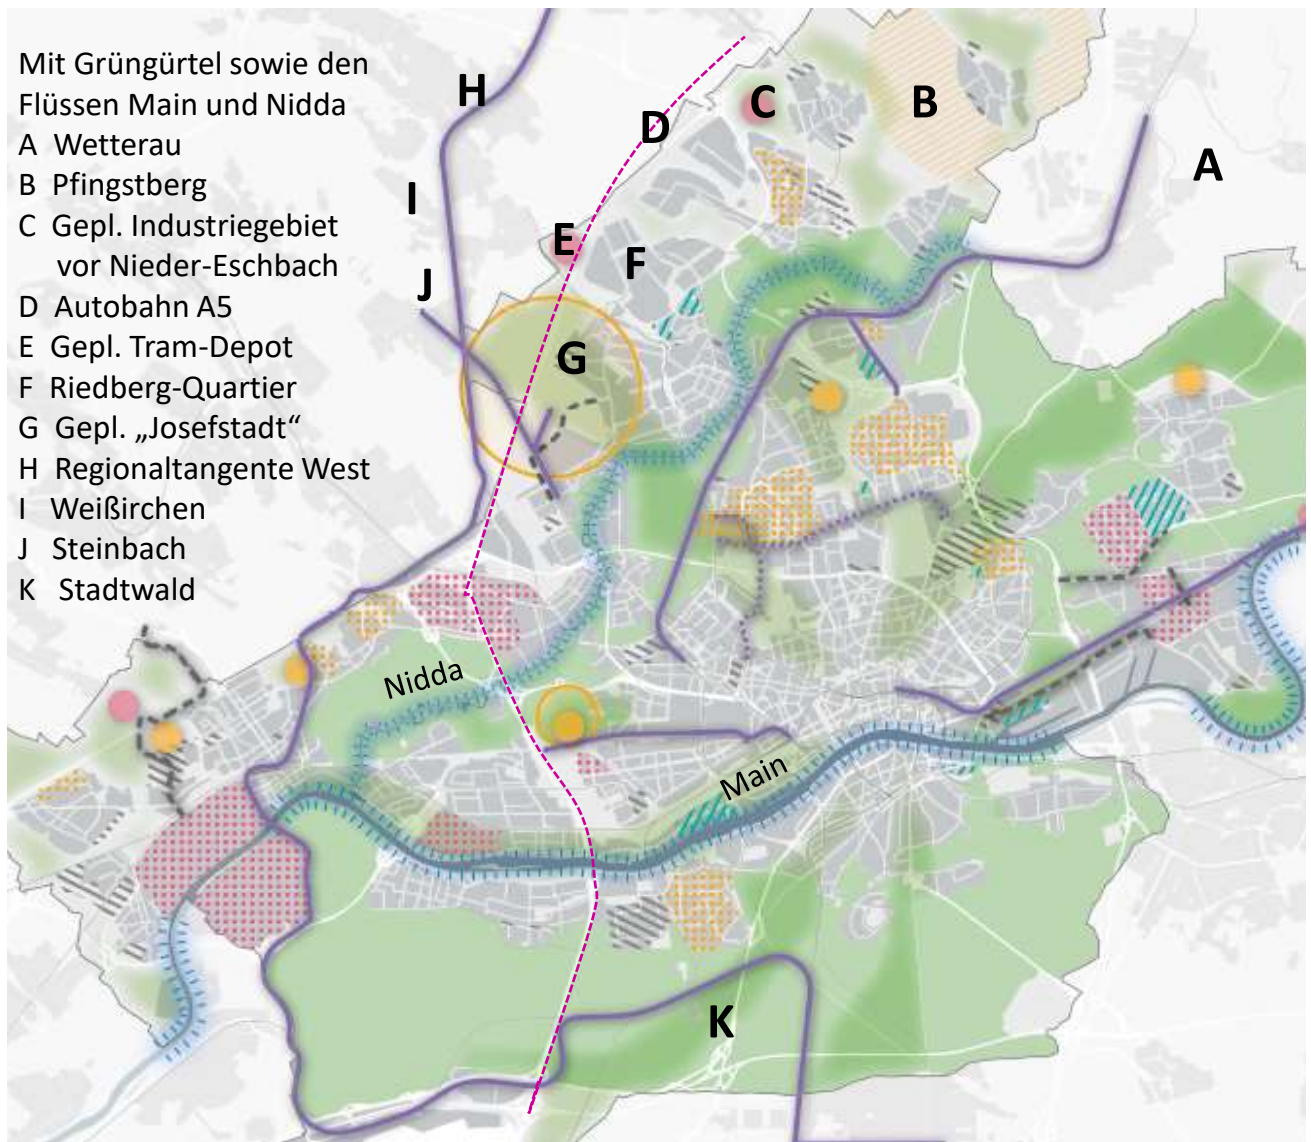 Mit Grüngürtel sowie den
Flüssen Main und Nidda
A Wetterau
B Pfingstberg
C Gepl. Industriegebiet
vor Nieder-Eschbach
D Autobahn A5
E Gepl. Tram-Depot
F Riedberg-Quartier
G Gepl. „Josefstadt“
H Regionaltangente West
I Weißirchen
J Steinbach
K Stadtwald
H
C
B
D
A
I
E
F
J
G
Nidda
Main
K